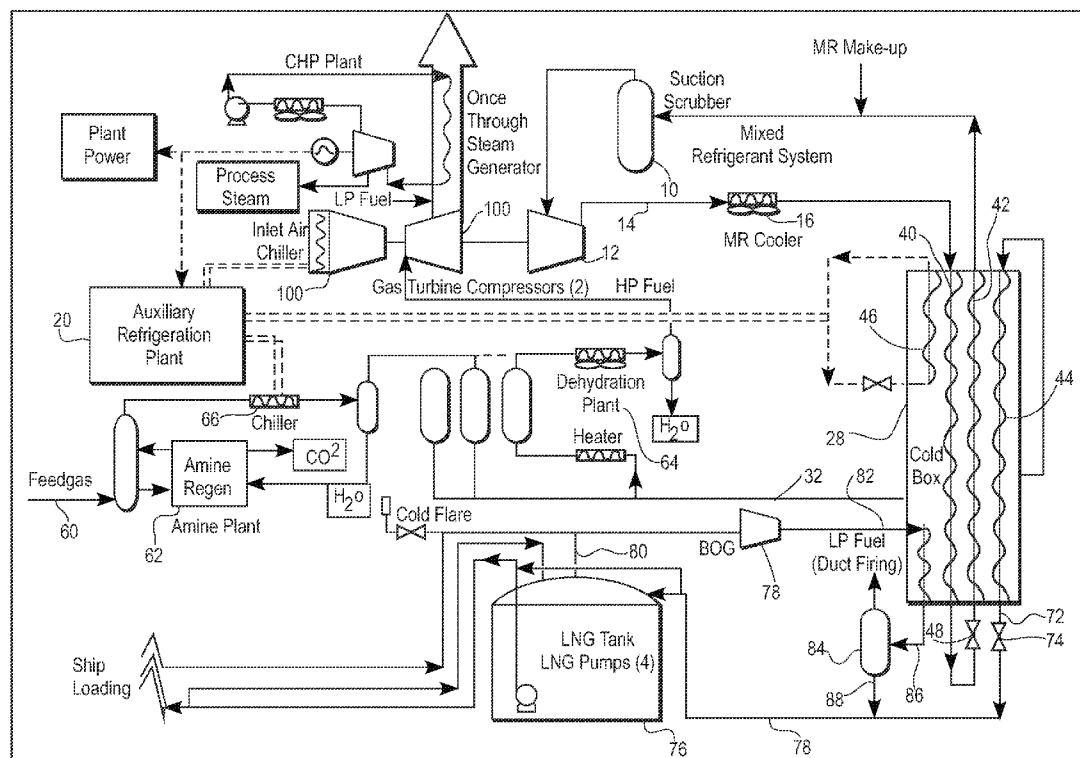 MR Make-up
CHP Plant
Suction
Scrubber
Once
Through
Steam
Generator
Plant
Power
Mixed
Refrigerant System
Process
Steam
LP Fuel
10
14
16
42
100
MR Cooler
40
Inlet Air
Chiller
12
100
Gas Turbine Compressors (2)
HP Fuel
20
Auxiliary
Refrigeration
Plant
46
Dehydration
Plant
44
66
Chiller
28
H2o
64
Heater
CO2
Cold
Box
Feedgas
Amine
Regen
32
82
60
H2o
Amine Plant
62
Cold Flare
80
BOG
LP Fuel
(Duct Firing)
78
72
48
74
LNG Tank
LNG Pumps (4)
84
Ship
Loading
86
88
76
78